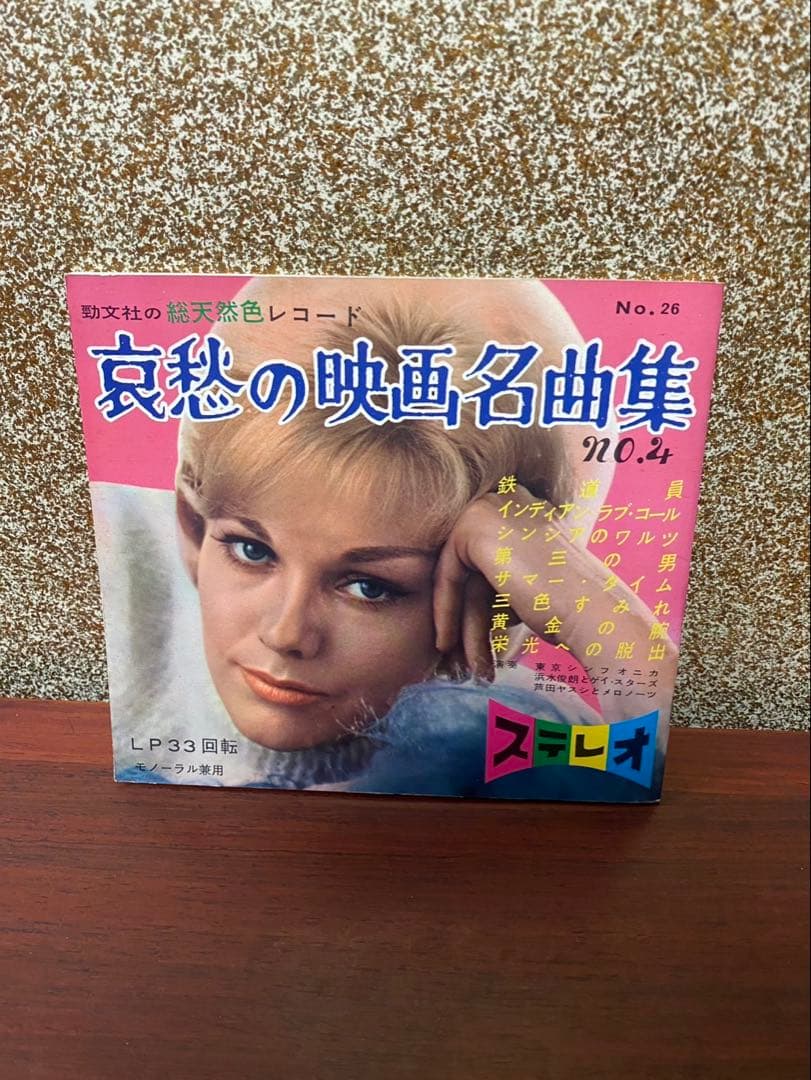 勁文社の総天然色レコード
No. 26
哀愁の映画名曲集
no.4
鉄道員
インディアン・ラブ・コール
シンシアのワルツ
第三の男
サマー・タイム
三色すみれ
黄金の腕
栄光への脱出
演奏 東京シンフオニカ
浜水俊朗とゲイ・スターズ
芦田ヤスシとメロノーツ
LP33回転
モノーラル兼用
ステレオ